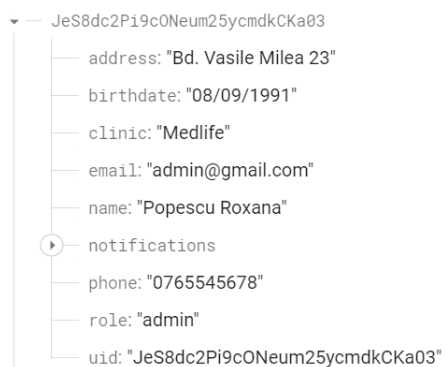 JeS8dc2Pi9cONeum25ycmdkCKa03
address: "Bd. Vasile Milea 23"
birthdate: "08/09/1991"
clinic: "Medlife"
email: "admin@gmail.com"
name: "Popescu Roxana"
notifications
phone: "0765545678"
role: "admin"
uid: "JeS8dc2Pi9cONeum25ycmdkCKa03"